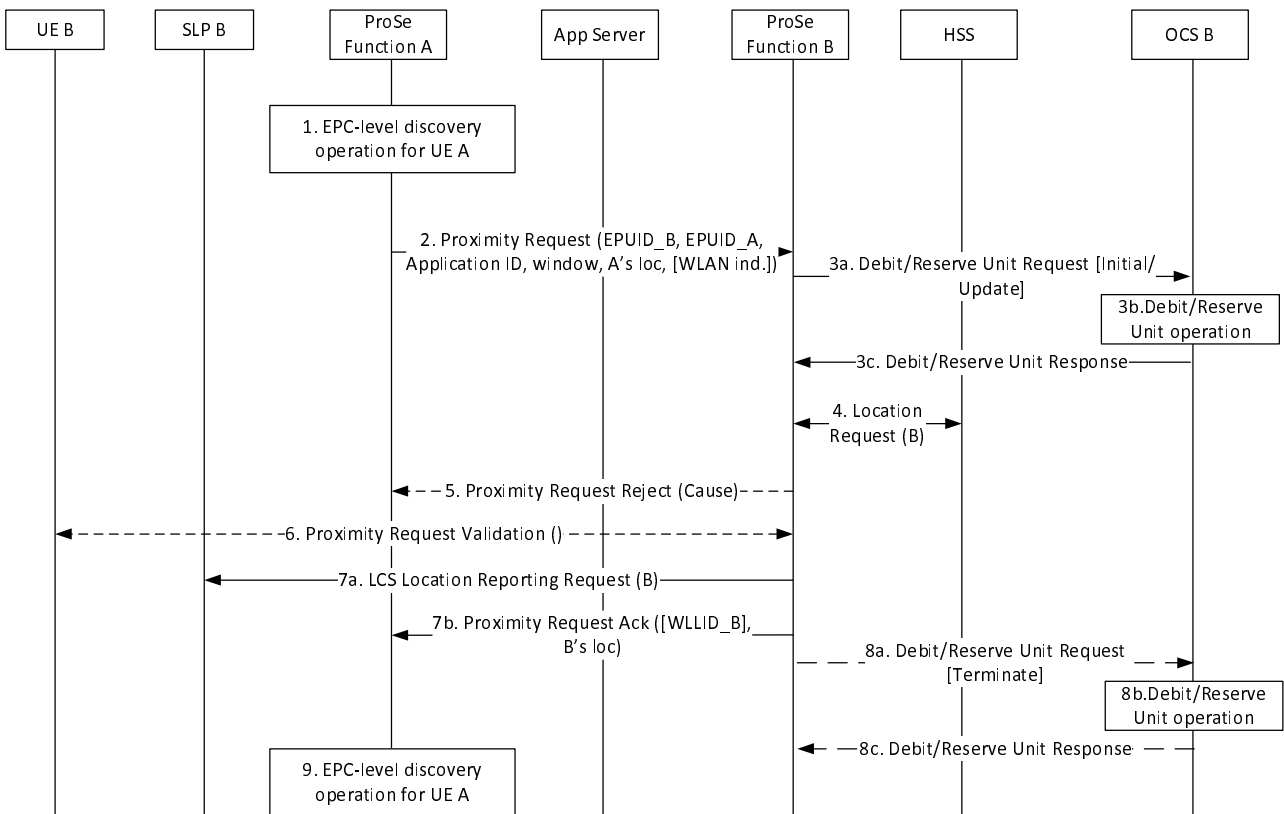 UE B
SLP B
ProSe
Function A
App Server
ProSe
Function B
HSS
OCS B
1. EPC-level discovery
operation for UE A
2. Proximity Request (EPUID_B, EPUID_A,
Application ID, window, A’s loc, [WLAN ind.])
3a. Debit/Reserve Unit Request [Initial/
Update]
3b.Debit/Reserve
Unit operation
3c. Debit/Reserve Unit Response
4. Location
Request (B)
5. Proximity Request Reject (Cause)
6. Proximity Request Validation ()
7a. LCS Location Reporting Request (B)
7b. Proximity Request Ack ([WLLID_B],
B’s loc)
8a. Debit/Reserve Unit Request
[Terminate]
8b.Debit/Reserve
Unit operation
8c. Debit/Reserve Unit Response
9. EPC-level discovery
operation for UE A